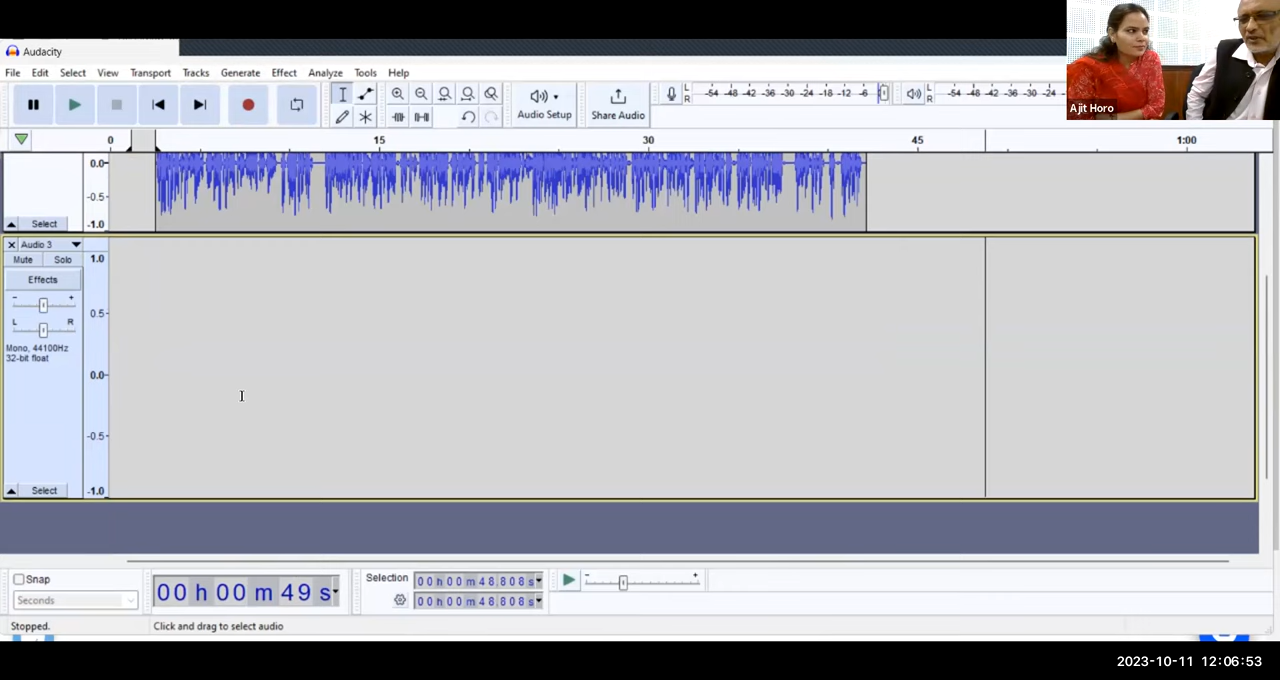 Audacity
File Edit Select View Transport Tracks Generate Effect Analyze Tools Help
Audio Setup
Share Audio
L
R
-54 -48 -42 -36 -30 -24 -18 -12 -6
L
R
-54 -48 -42 -36 -30 -24
Ajit Horo
0 15 30 45 1:00
0.0
-0.5
-1.0
Select
Audio 3
Mute Solo
Effects
- +
L R
Mono, 44100Hz
32-bit float
Select
1.0
0.5
0.0
-0.5
-1.0
Snap
Seconds
00 h 00 m 49 s
Selection
00 h 00 m 48.808 s
00 h 00 m 48.808 s
- +
Stopped.
Click and drag to select audio
2023-10-11 12:06:53